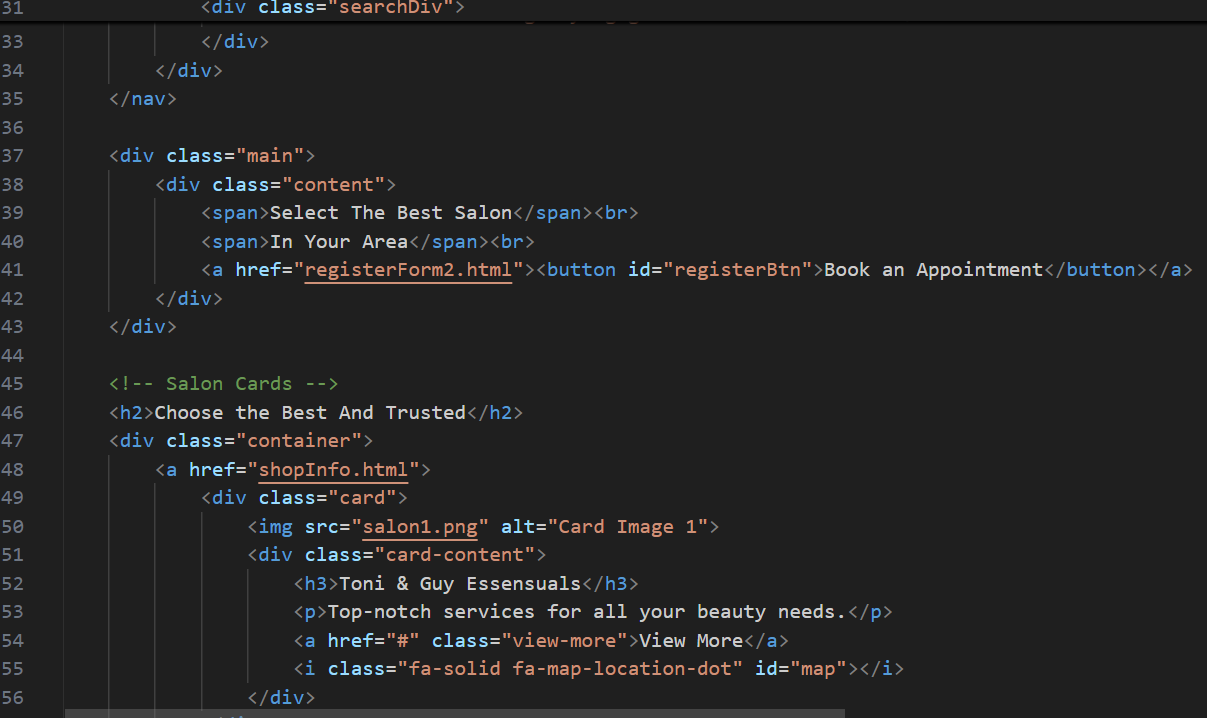 31 <div class="searchDiv">
33 </div>
34 </div>
35 </nav>
36
37 <div class="main">
38 <div class="content">
39 <span>Select The Best Salon</span><br>
40 <span>In Your Area</span><br>
41 <a href="registerForm2.html"><button id="registerBtn">Book an Appointment</button></a>
42 </div>
43 </div>
44
45 <!-- Salon Cards -->
46 <h2>Choose the Best And Trusted</h2>
47 <div class="container">
48 <a href="shopInfo.html">
49 <div class="card">
50 <img src="salon1.png" alt="Card Image 1">
51 <div class="card-content">
52 <h3>Toni & Guy Essensuals</h3>
53 <p>Top-notch services for all your beauty needs.</p>
54 <a href="#" class="view-more">View More</a>
55 <i class="fa-solid fa-map-location-dot" id="map"></i>
56 </div>